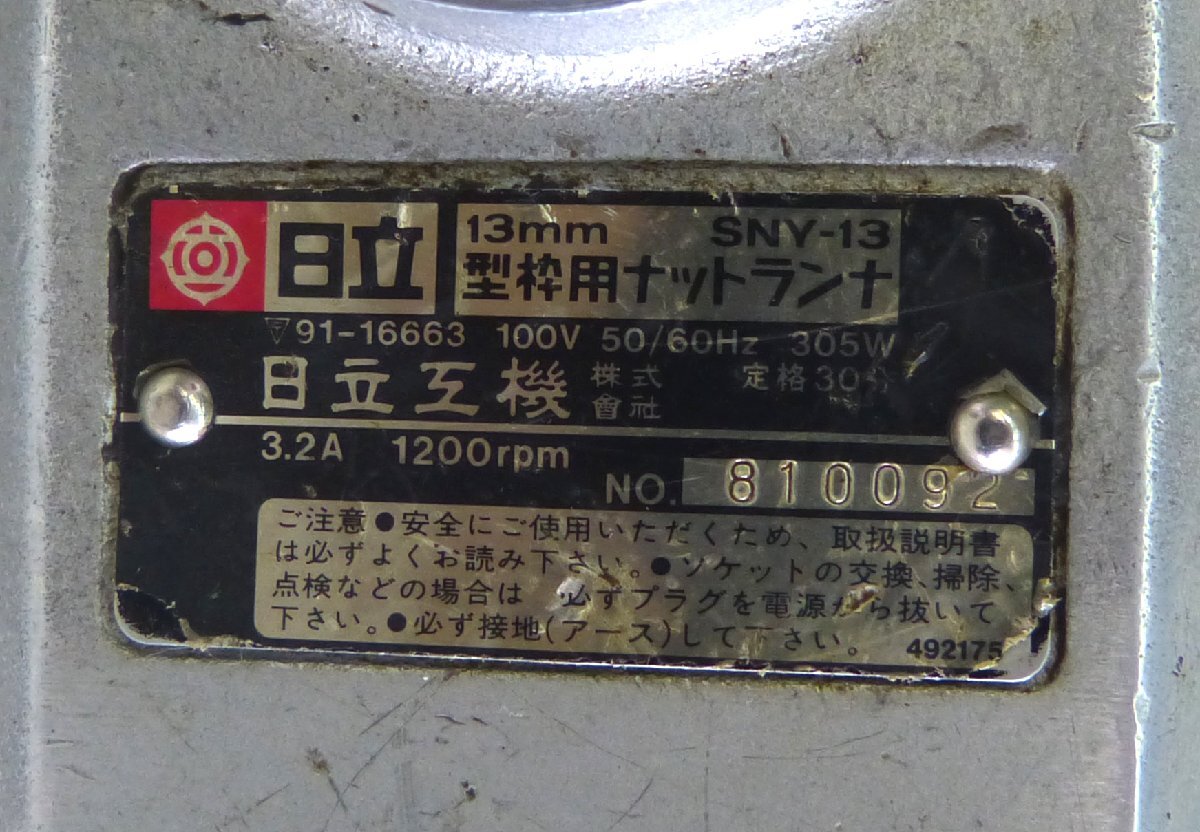 日立
13mm SNY-13
型枠用ナットランナ
〒91-16663 100V 50/60Hz 305W
日立工機 株式會社 定格30分
3.2A 1200rpm
NO. 810092
ご注意●安全にご使用いただくため、取扱説明書
は必ずよくお読み下さい。●ソケットの交換、掃除、
点検などの場合は 必ずプラグを電源から抜いて
下さい。●必ず接地(アース)して下さい。 492175